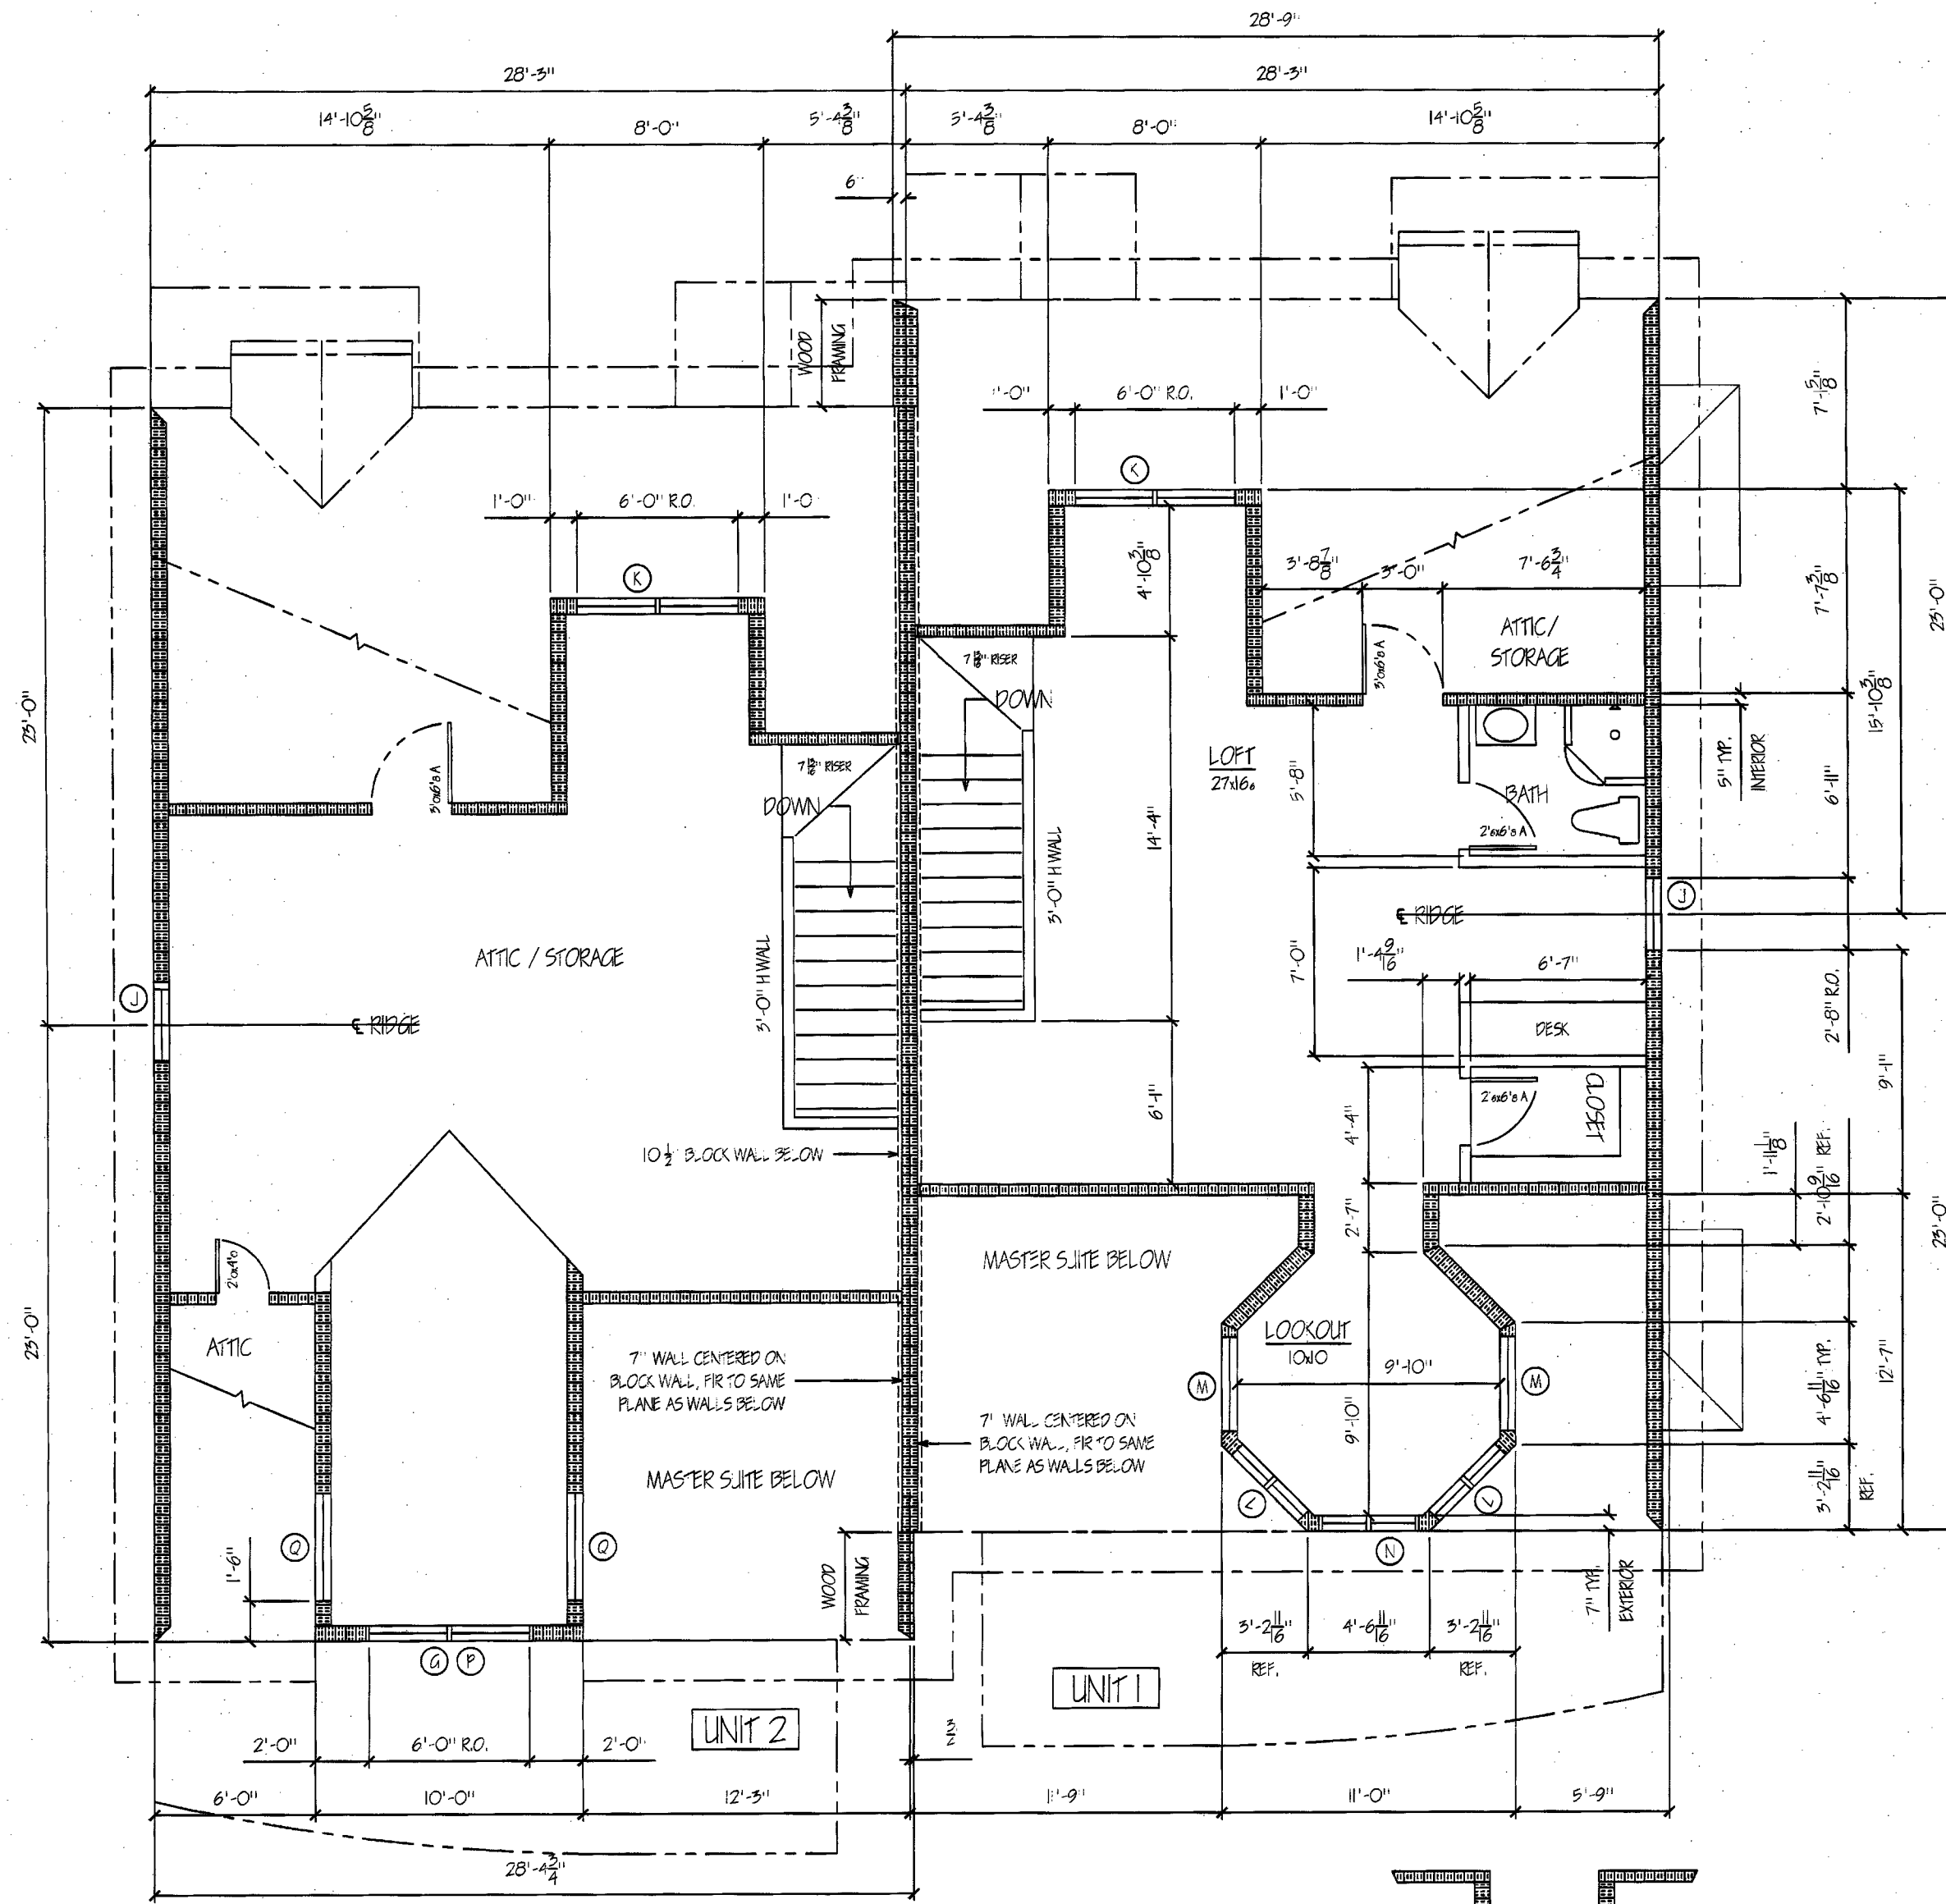 28'-9"
28'-3"
28'-3"
14'-10 5/8"
8'-0"
5'-4 3/8"
5'-4 3/8"
8'-0"
14'-10 5/8"
6"
WOOD
FRAMING
1'-0"
6'-0" R.O.
1'-0"
7'-1 5/8"
K
1'-0"
6'-0" R.O.
1'-0
K
4'-10 3/8"
3'-8 7/8"
3'-0"
7'-6 3/4"
7'-7 3/8"
23'-0"
ATTIC/
STORAGE
3'0x6'8 A
DOWN
DOWN
LOFT
27x16
5'-8"
BATH
2'6x6'8 A
5" TYP.
INTERIOR
6'-11"
15'-10 3/8"
23'-0"
3'0x6'8 A
3'-0" H WALL
14'-4"
J
℄ RIDGE
ATTIC / STORAGE
J
℄ RIDGE
3'-0" H WALL
7'-0"
1'-4 9/16"
6'-7"
DESK
2'-8" R.O.
9'-1"
CLOSET
2'6x6'8 A
6'-1"
4'-4"
10 1/2" BLOCK WALL BELOW
1'-11 1/8"
2'-10 9/16" REF.
23'-0"
2'-7"
MASTER SUITE BELOW
2'0x4'0
ATTIC
LOOKOUT
10x10
9'-10"
9'-10"
M
M
4'-6 11/16" TYP.
12'-7"
23'-0"
7" WALL CENTERED ON
BLOCK WALL, FIR TO SAME
PLANE AS WALLS BELOW
7' WALL CENTERED ON
BLOCK WALL, FIR TO SAME
PLANE AS WALLS BELOW
MASTER SUITE BELOW
3'-2 11/16"
REF.
L
N
Q
Q
1'-6"
WOOD
FRAMING
7" TYP.
EXTERIOR
3'-2 11/16"
REF.
4'-6 11/16"
3'-2 11/16"
REF.
G
P
UNIT 1
UNIT 2
2'-0"
6'-0" R.O.
2'-0"
6'-0"
10'-0"
12'-3"
11'-9"
11'-0"
5'-9"
28'-4 3/4"